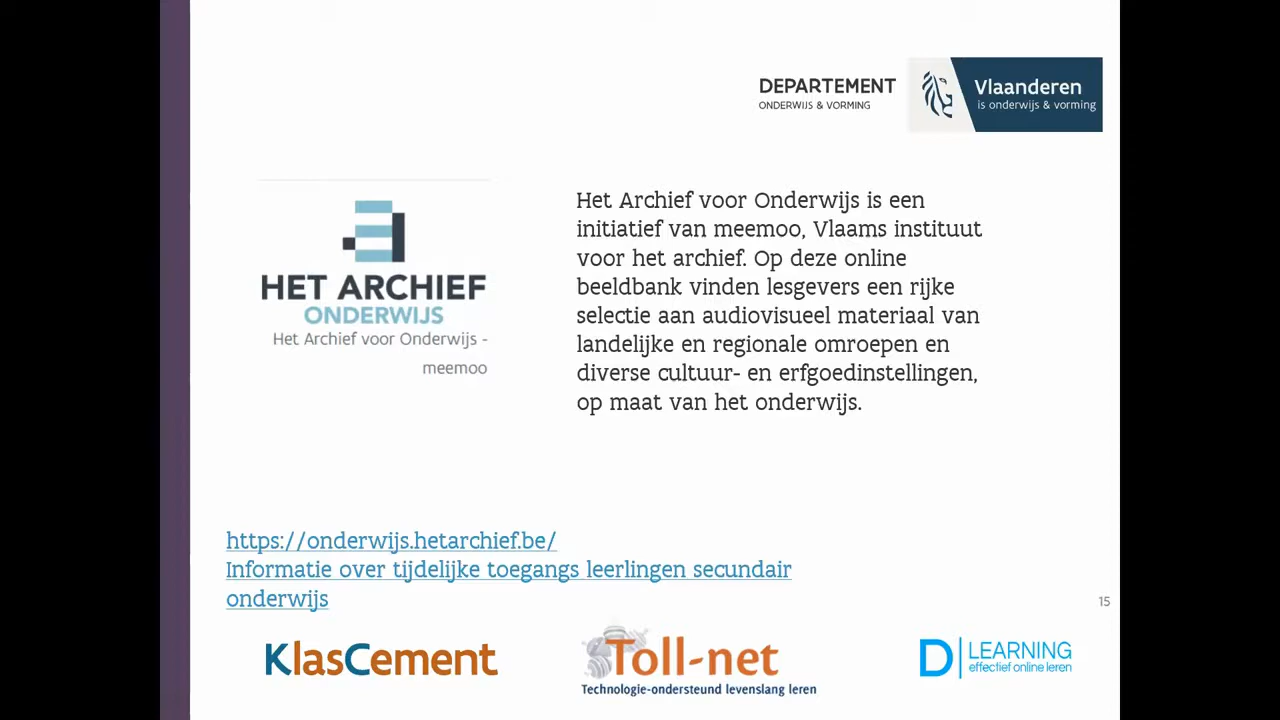 DEPARTEMENT
ONDERWIJS & VORMING
Vlaanderen
is onderwijs & vorming
HET ARCHIEF
ONDERWIJS
Het Archief voor Onderwijs -
meemoo
Het Archief voor Onderwijs is een
initiatief van meemoo, Vlaams instituut
voor het archief. Op deze online
beeldbank vinden lesgevers een rijke
selectie aan audiovisueel materiaal van
landelijke en regionale omroepen en
diverse cultuur- en erfgoedinstellingen,
op maat van het onderwijs.
https://onderwijs.hetarchief.be/
Informatie over tijdelijke toegangs leerlingen secundair
onderwijs
15
KlasCement
Toll-net
Technologie-ondersteund levenslang leren
D LEARNING
effectief online leren